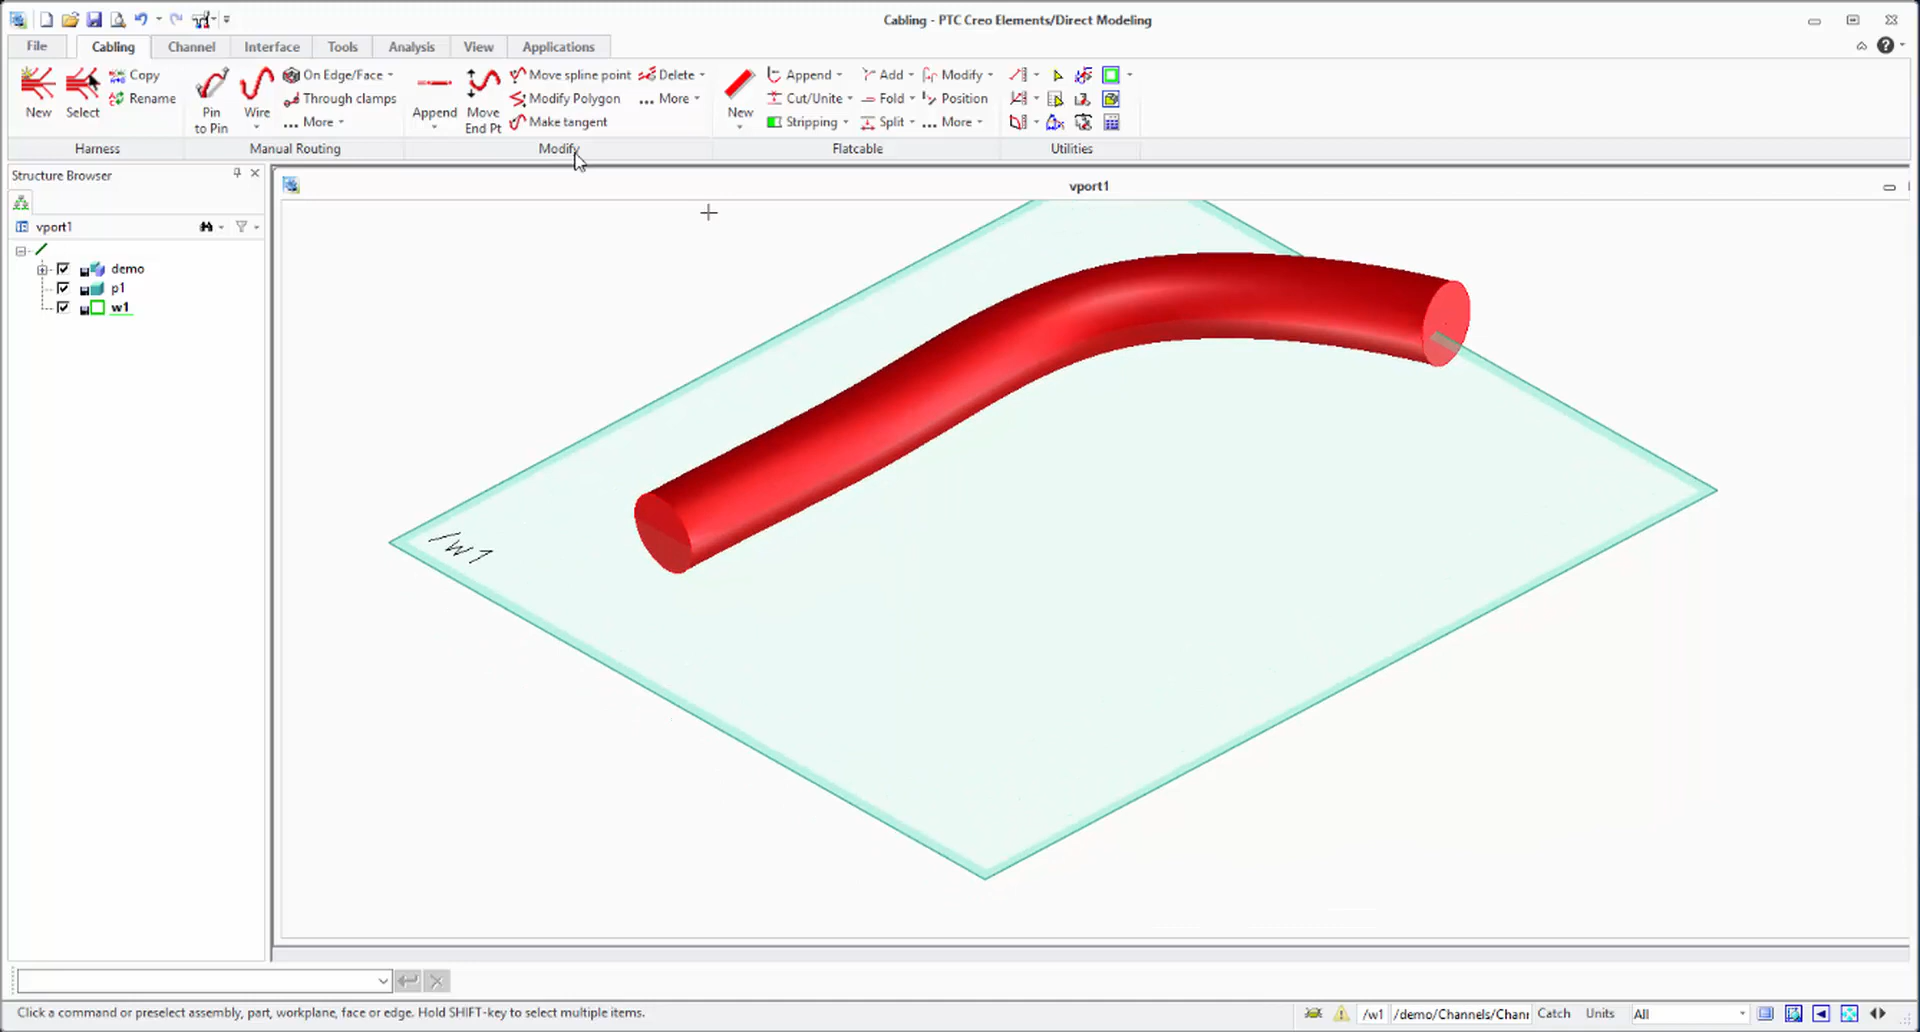 Cabling - PTC Creo Elements/Direct Modeling
File Cabling Channel Interface Tools Analysis View Applications
New Select Copy Rename
Pin to Pin Wire On Edge/Face Through clamps ... More
Append Move End Pt Move spline point Modify Polygon Make tangent Delete ... More
New Append Cut/Unite Stripping Add Fold Split Modify Position ... More
Harness Manual Routing Modify Flatcable Utilities
Structure Browser
vport1
vport1
demo
p1
w1
/w1
Click a command or preselect assembly, part, workplane, face or edge. Hold SHIFT-key to select multiple items.
/w1 /demo/Channels/Chan Catch Units All